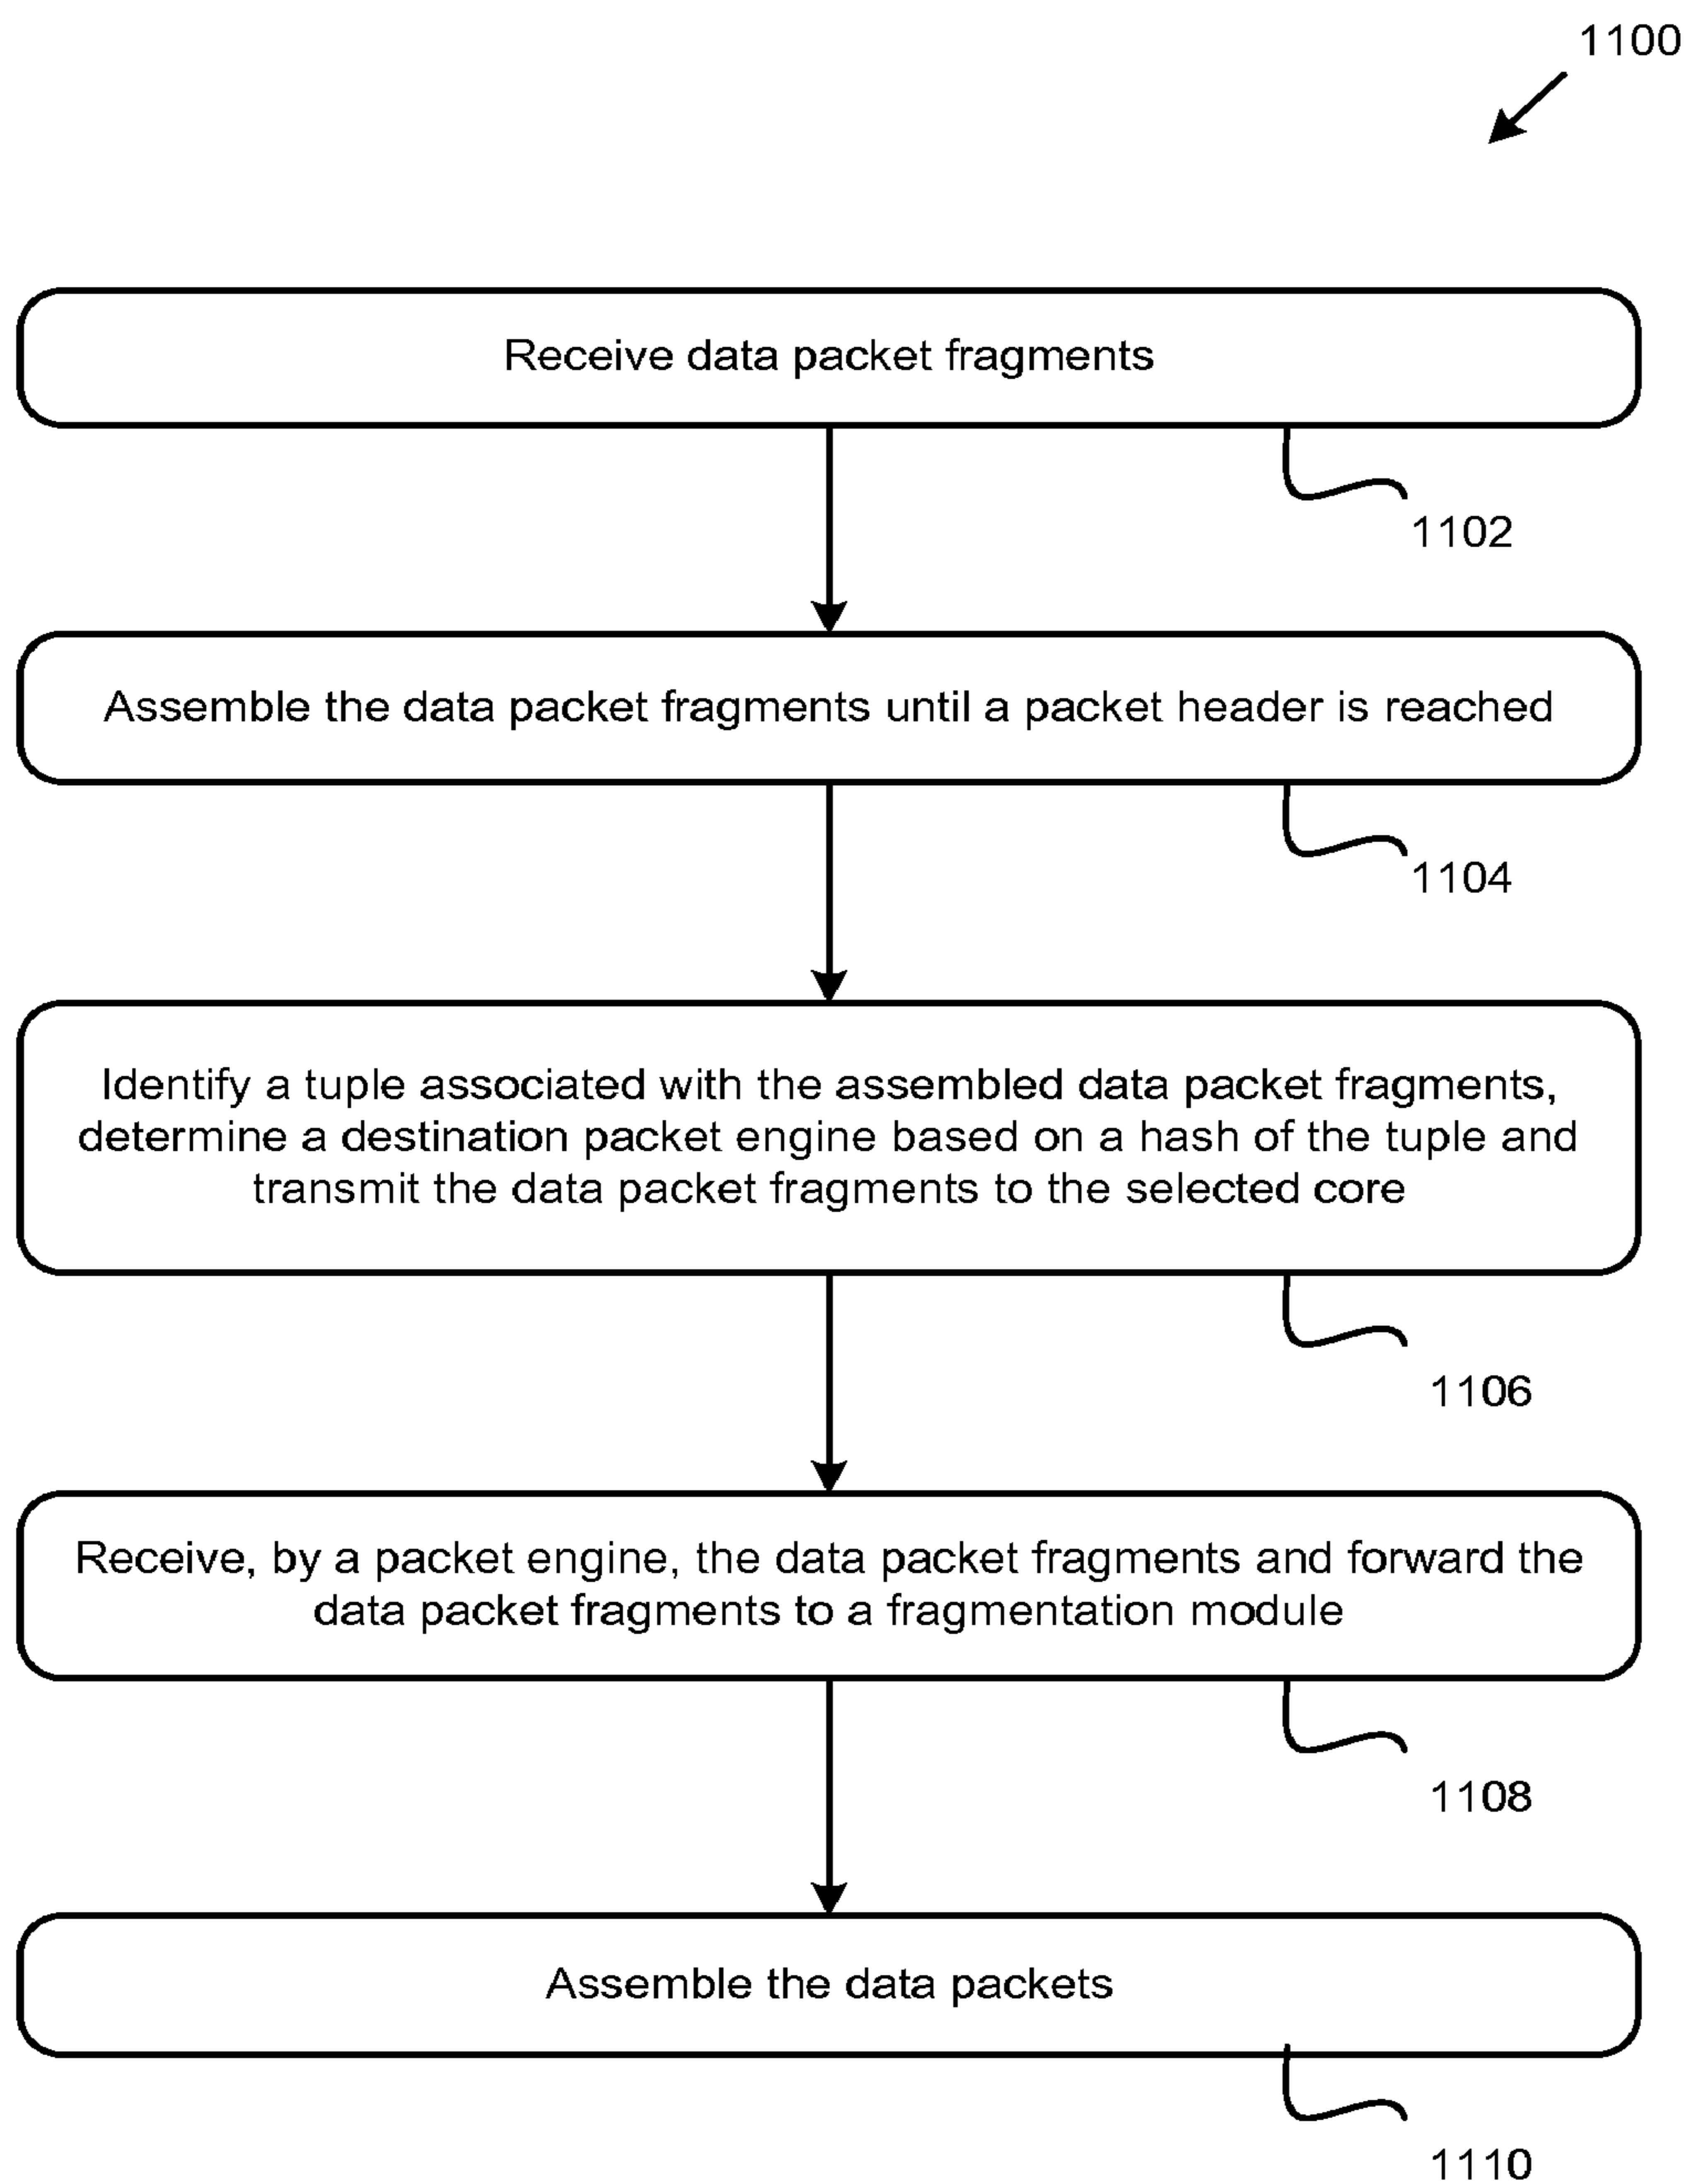 1100
Receive data packet fragments
1102
Assemble the data packet fragments until a packet header is reached
1104
Identify a tuple associated with the assembled data packet fragments,
determine a destination packet engine based on a hash of the tuple and
transmit the data packet fragments to the selected core
1106
Receive, by a packet engine, the data packet fragments and forward the
data packet fragments to a fragmentation module
1108
Assemble the data packets
1110